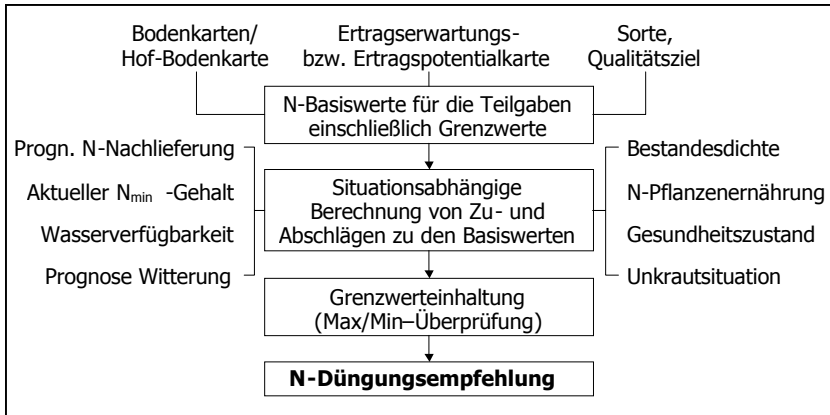 Bodenkarten/
Hof-Bodenkarte
Ertragserwartungs-
bzw. Ertragspotentialkarte
Sorte,
Qualitätsziel
N-Basiswerte für die Teilgaben
einschließlich Grenzwerte
Progn. N-Nachlieferung
Aktueller Nmin -Gehalt
Wasserverfügbarkeit
Prognose Witterung
Situationsabhängige
Berechnung von Zu- und
Abschlägen zu den Basiswerten
Bestandesdichte
N-Pflanzenernährung
Gesundheitszustand
Unkrautsituation
Grenzwerteinhaltung
(Max/Min–Überprüfung)
N-Düngungsempfehlung